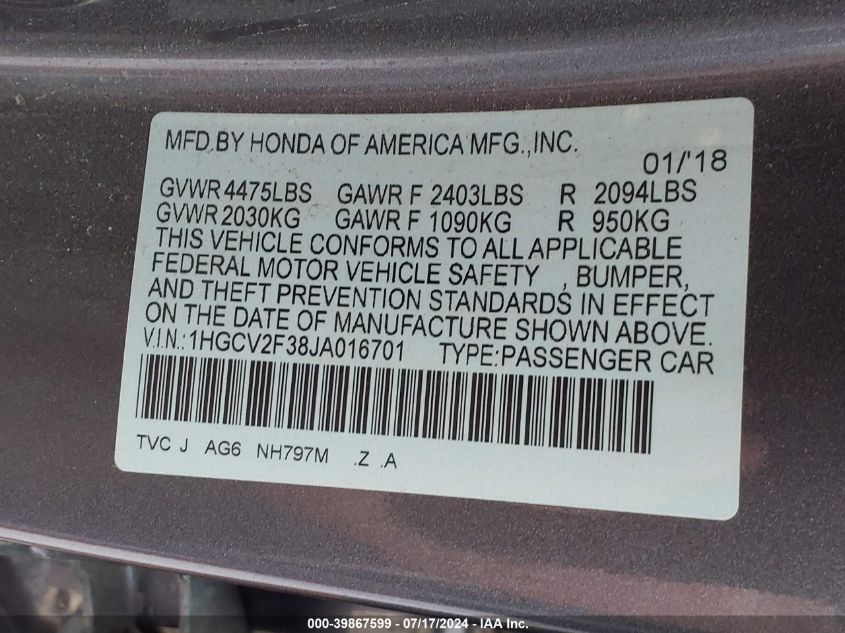 MFD.BY HONDA OF AMERICA MFG.,INC.
01/'18
GVWR 4475LBS GAWR F 2403LBS R 2094LBS
GVWR 2030KG GAWR F 1090KG R 950KG
THIS VEHICLE CONFORMS TO ALL APPLICABLE
FEDERAL MOTOR VEHICLE SAFETY , BUMPER,
AND THEFT PREVENTION STANDARDS IN EFFECT
ON THE DATE OF MANUFACTURE SHOWN ABOVE.
V.I.N.:1HGCV2F38JA016701 TYPE:PASSENGER CAR
TVC J AG6 NH797M .Z .A
000-39867599 - 07/17/2024 - IAA Inc.